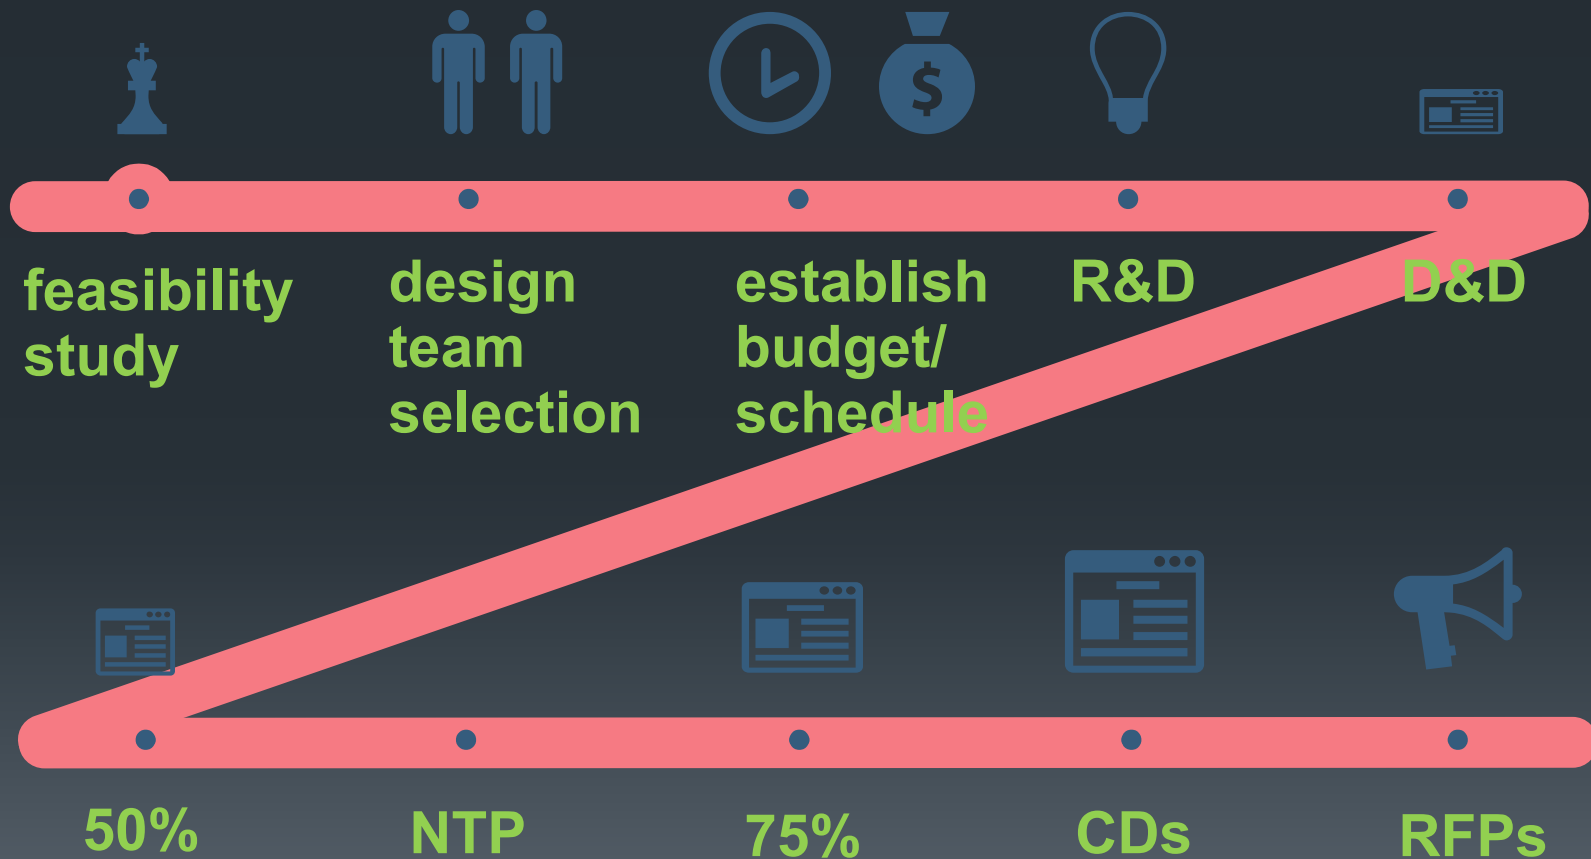 $
feasibility
study
design
team
selection
establish
budget/
schedule
R&D
D&D
50%
NTP
75%
CDs
RFPs